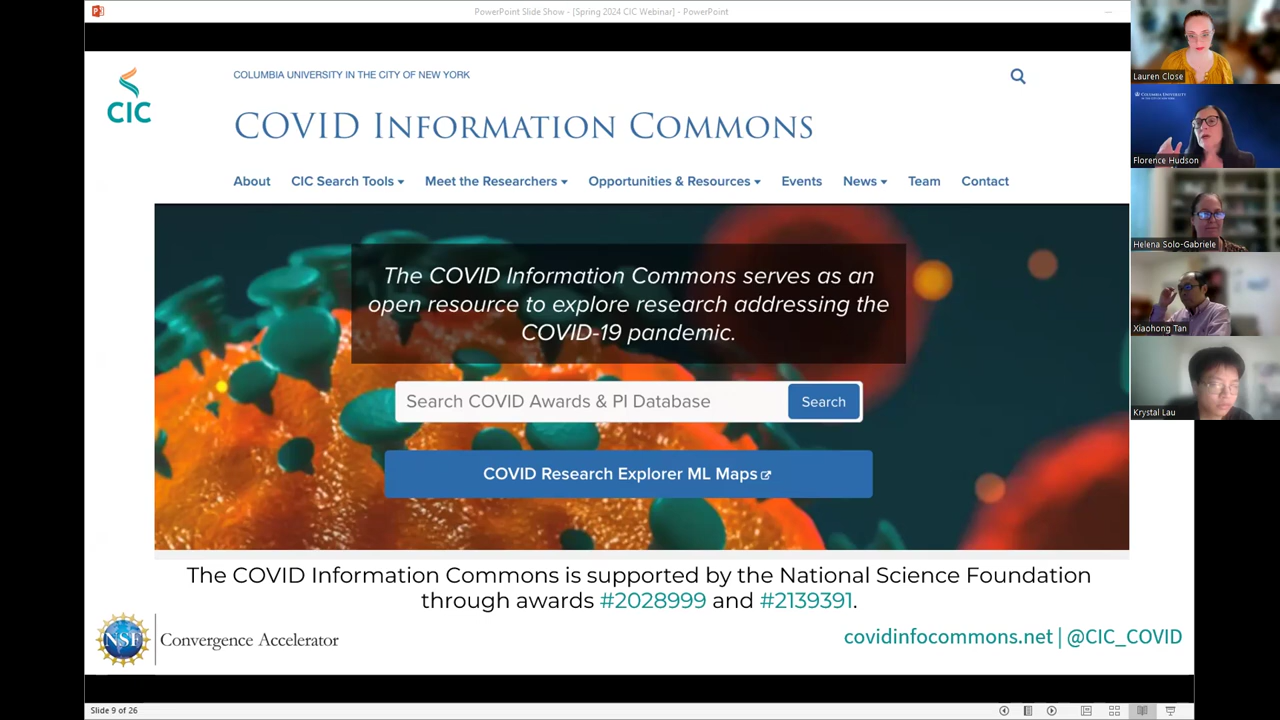 PowerPoint Slide Show - [Spring 2024 CIC Webinar] - PowerPoint
CIC
COLUMBIA UNIVERSITY IN THE CITY OF NEW YORK
COVID Information Commons
About CIC Search Tools Meet the Researchers Opportunities & Resources Events News Team Contact
The COVID Information Commons serves as an
open resource to explore research addressing the
COVID-19 pandemic.
Search COVID Awards & PI Database Search
COVID Research Explorer ML Maps
The COVID Information Commons is supported by the National Science Foundation
through awards #2028999 and #2139391.
NSF Convergence Accelerator
covidinfocommons.net | @CIC_COVID
Slide 9 of 26
Lauren Close
Columbia University
Florence Hudson
Helena Solo-Gabriele
Xiaohong Tan
Krystal Lau